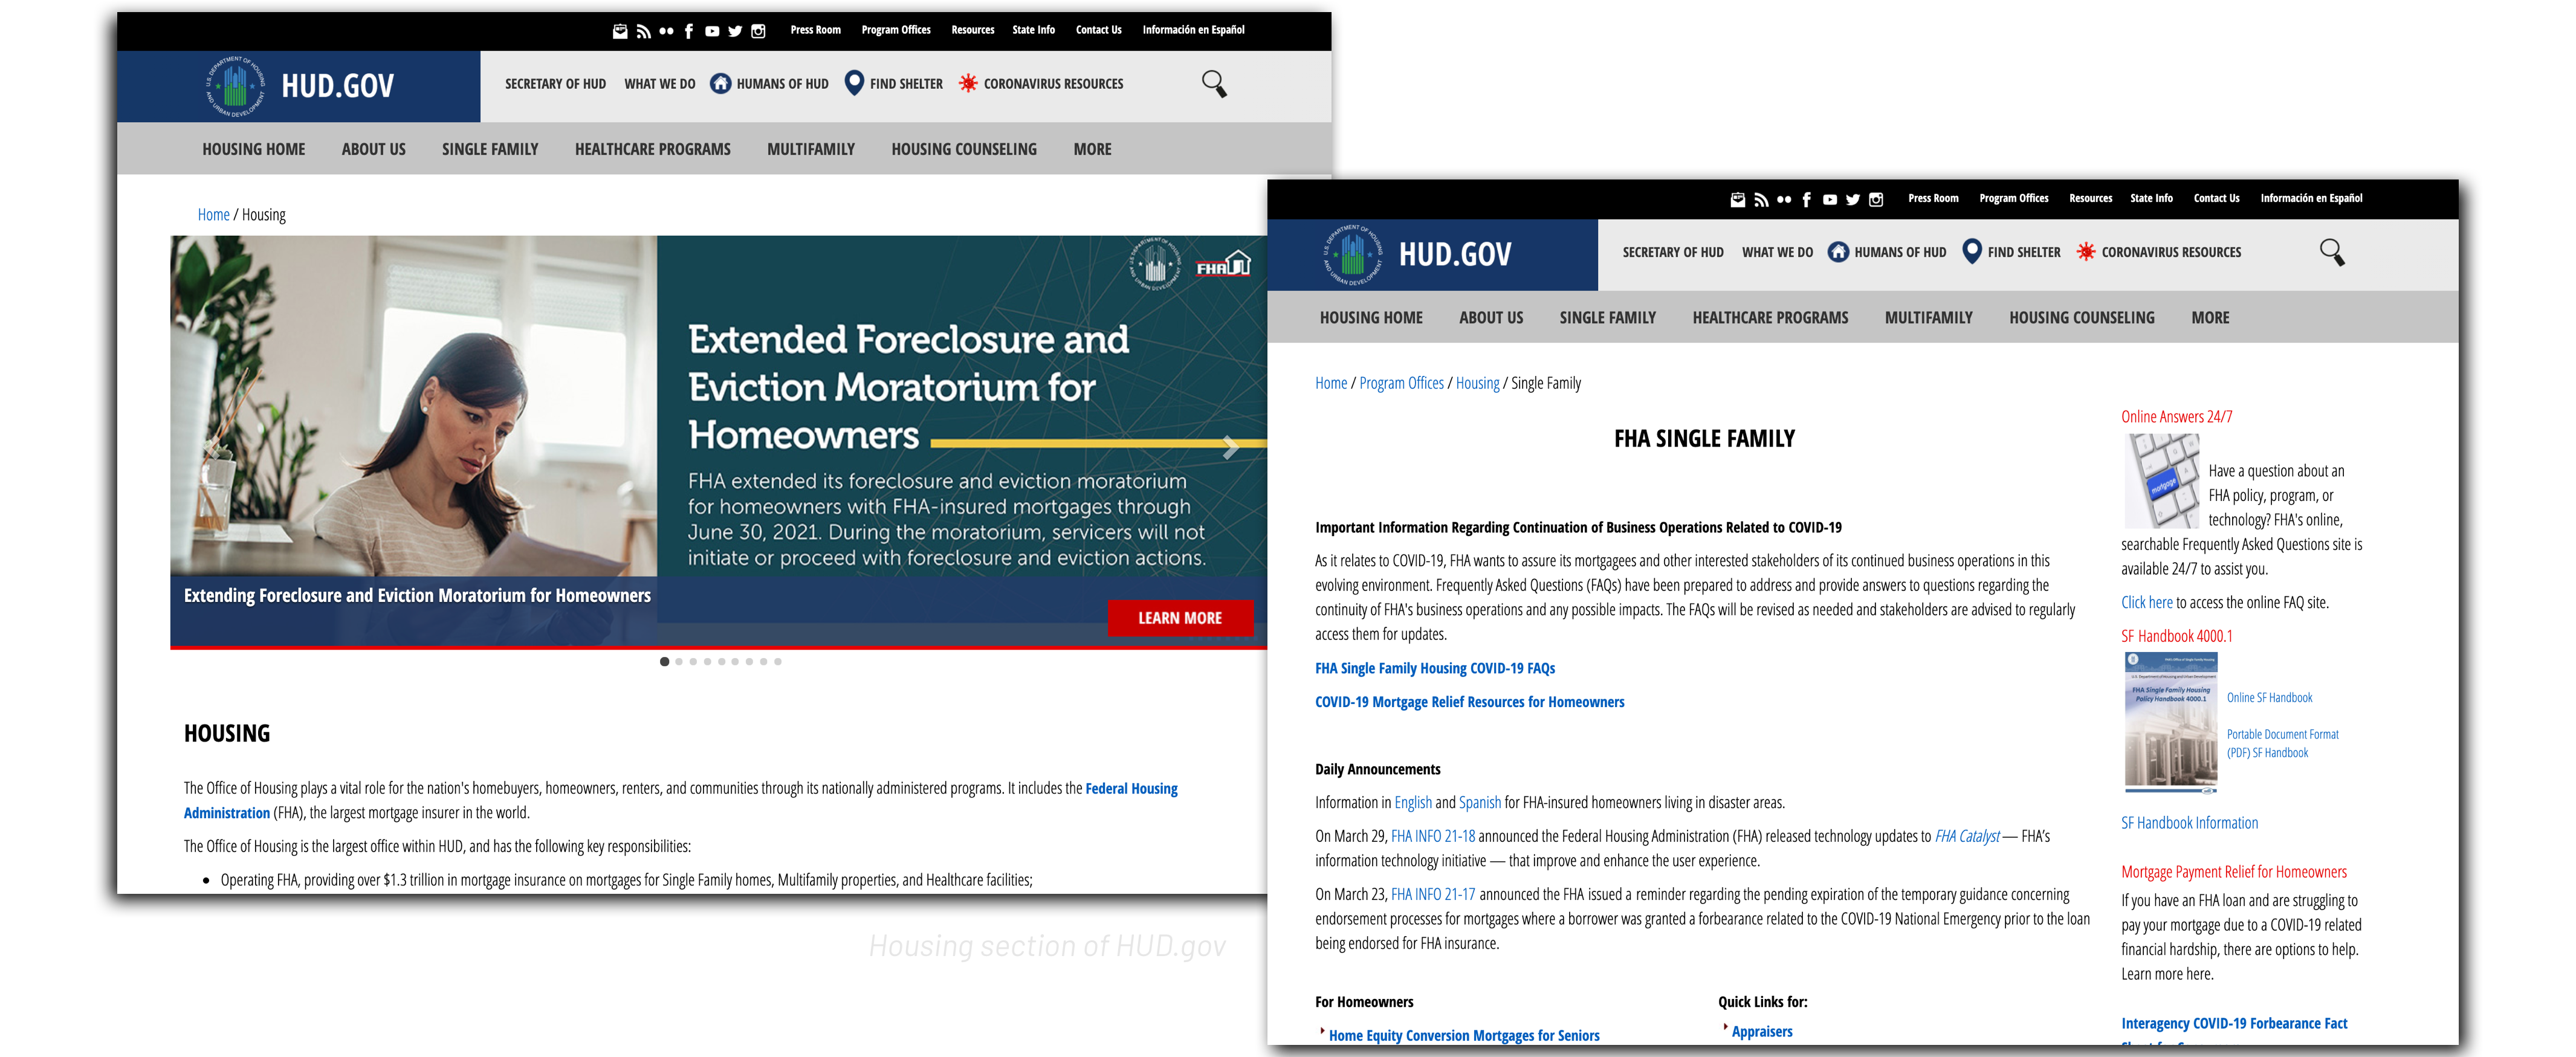 Press Room Program Offices Resources State Info Contact Us Información en Español
U.S. DEPARTMENT OF HOUSING AND URBAN DEVELOPMENT
HUD.GOV
SECRETARY OF HUD WHAT WE DO HUMANS OF HUD FIND SHELTER CORONAVIRUS RESOURCES
HOUSING HOME ABOUT US SINGLE FAMILY HEALTHCARE PROGRAMS MULTIFAMILY HOUSING COUNSELING MORE
Home / Housing
FHA
Extended Foreclosure and
Eviction Moratorium for
Homeowners
FHA extended its foreclosure and eviction moratorium
for homeowners with FHA-insured mortgages through
June 30, 2021. During the moratorium, servicers will not
initiate or proceed with foreclosure and eviction actions.
Extending Foreclosure and Eviction Moratorium for Homeowners
LEARN MORE
HOUSING
The Office of Housing plays a vital role for the nation's homebuyers, homeowners, renters, and communities through its nationally administered programs. It includes the Federal Housing
Administration (FHA), the largest mortgage insurer in the world.
The Office of Housing is the largest office within HUD, and has the following key responsibilities:
• Operating FHA, providing over $1.3 trillion in mortgage insurance on mortgages for Single Family homes, Multifamily properties, and Healthcare facilities;
Housing section of HUD.gov
Press Room Program Offices Resources State Info Contact Us Información en Español
U.S. DEPARTMENT OF HOUSING AND URBAN DEVELOPMENT
HUD.GOV
SECRETARY OF HUD WHAT WE DO HUMANS OF HUD FIND SHELTER CORONAVIRUS RESOURCES
HOUSING HOME ABOUT US SINGLE FAMILY HEALTHCARE PROGRAMS MULTIFAMILY HOUSING COUNSELING MORE
Home / Program Offices / Housing / Single Family
FHA SINGLE FAMILY
Important Information Regarding Continuation of Business Operations Related to COVID-19
As it relates to COVID-19, FHA wants to assure its mortgagees and other interested stakeholders of its continued business operations in this
evolving environment. Frequently Asked Questions (FAQs) have been prepared to address and provide answers to questions regarding the
continuity of FHA's business operations and any possible impacts. The FAQs will be revised as needed and stakeholders are advised to regularly
access them for updates.
FHA Single Family Housing COVID-19 FAQs
COVID-19 Mortgage Relief Resources for Homeowners
Daily Announcements
Information in English and Spanish for FHA-insured homeowners living in disaster areas.
On March 29, FHA INFO 21-18 announced the Federal Housing Administration (FHA) released technology updates to FHA Catalyst — FHA's
information technology initiative — that improve and enhance the user experience.
On March 23, FHA INFO 21-17 announced the FHA issued a reminder regarding the pending expiration of the temporary guidance concerning
endorsement processes for mortgages where a borrower was granted a forbearance related to the COVID-19 National Emergency prior to the loan
being endorsed for FHA insurance.
For Homeowners
Home Equity Conversion Mortgages for Seniors
Quick Links for:
Appraisers
Online Answers 24/7
mortgage
Have a question about an
FHA policy, program, or
technology? FHA's online,
searchable Frequently Asked Questions site is
available 24/7 to assist you.
Click here to access the online FAQ site.
SF Handbook 4000.1
FHA Single Family Housing
Policy Handbook 4000.1
Online SF Handbook
Portable Document Format
(PDF) SF Handbook
SF Handbook Information
Mortgage Payment Relief for Homeowners
If you have an FHA loan and are struggling to
pay your mortgage due to a COVID-19 related
financial hardship, there are options to help.
Learn more here.
Interagency COVID-19 Forbearance Fact